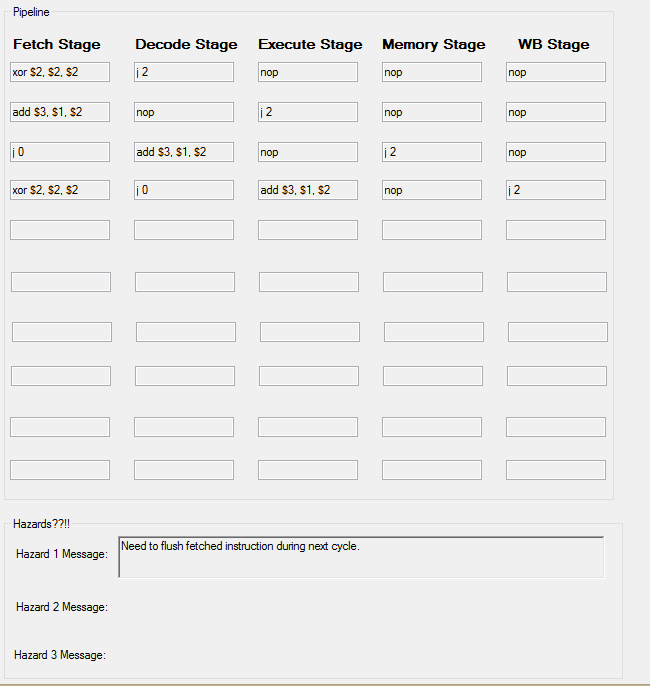 Pipeline
Fetch Stage Decode Stage Execute Stage Memory Stage WB Stage
xor $2, $2, $2 j 2 nop nop nop
add $3, $1, $2 nop j 2 nop nop
j 0 add $3, $1, $2 nop j 2 nop
xor $2, $2, $2 j 0 add $3, $1, $2 nop j 2
Hazards??!!
Hazard 1 Message: Need to flush fetched instruction during next cycle.
Hazard 2 Message:
Hazard 3 Message: